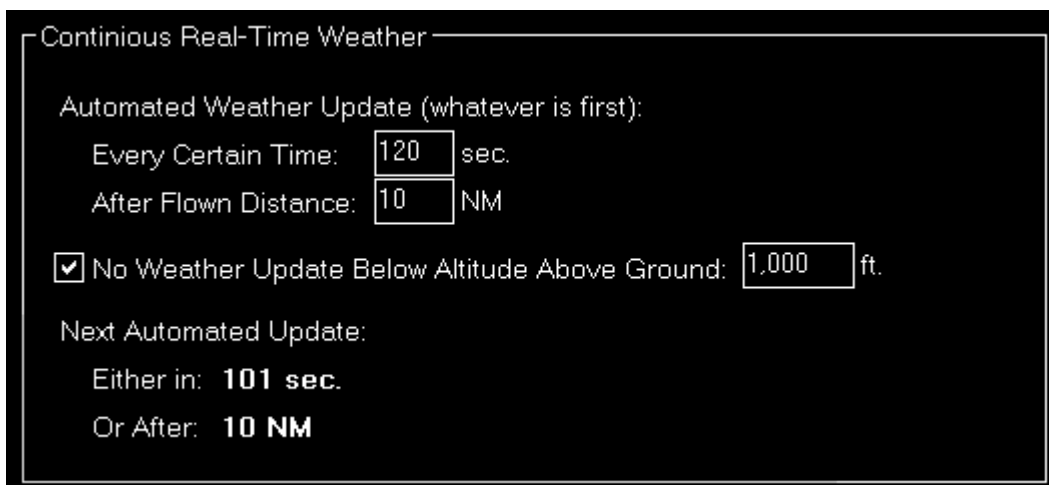 Continious Real-Time Weather
Automated Weather Update (whatever is first):
Every Certain Time: 120 sec.
After Flown Distance: 10 NM
No Weather Update Below Altitude Above Ground: 1,000 ft.
Next Automated Update:
Either in: 101 sec.
Or After: 10 NM